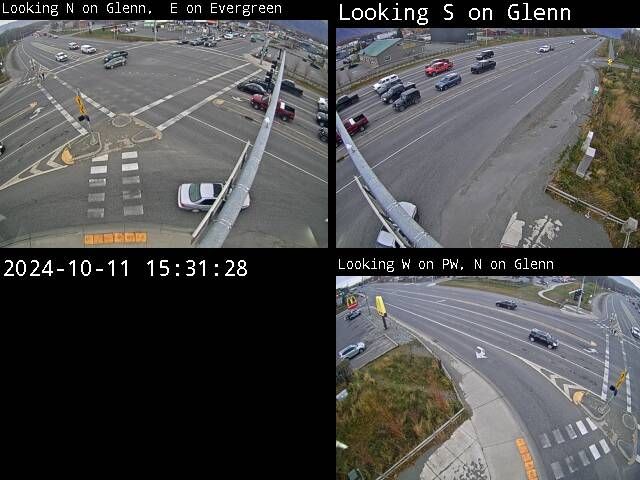 Looking N on Glenn,  E on Evergreen
Looking S on Glenn
2024-10-11 15:31:28
Looking W on PW, N on Glenn